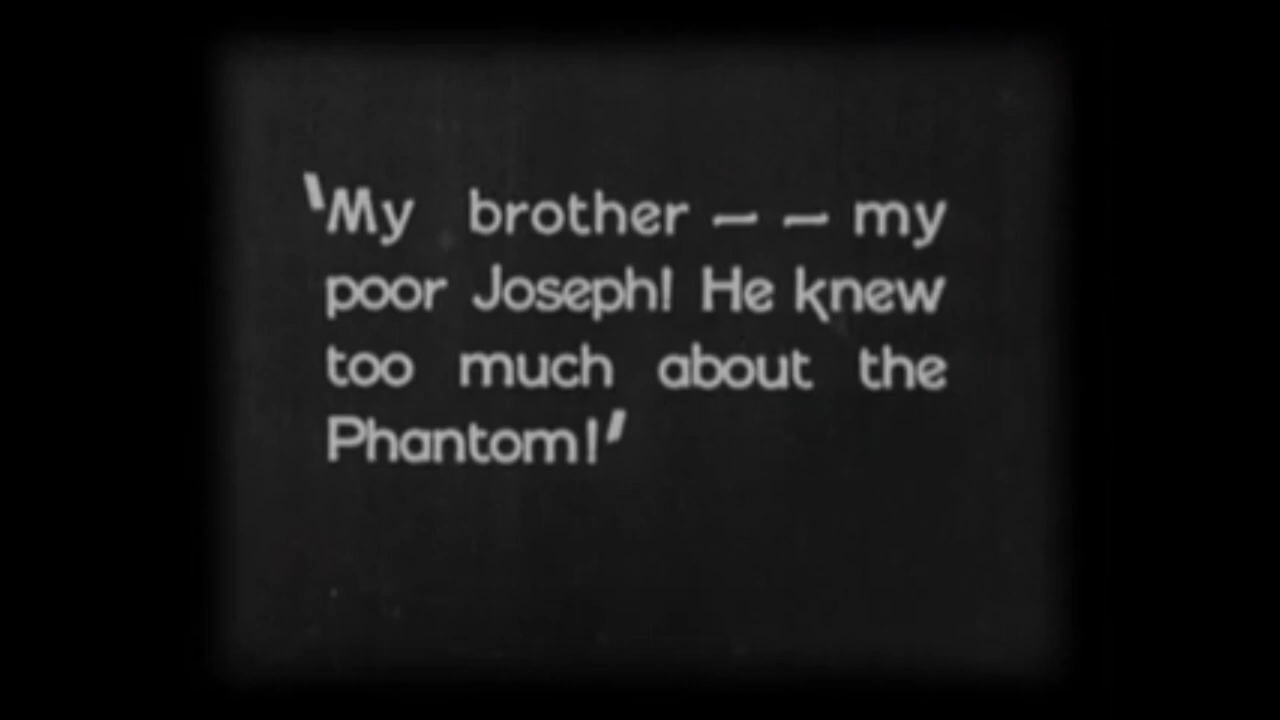 'My brother — — my
poor Joseph! He knew
too much about the
Phantom!'